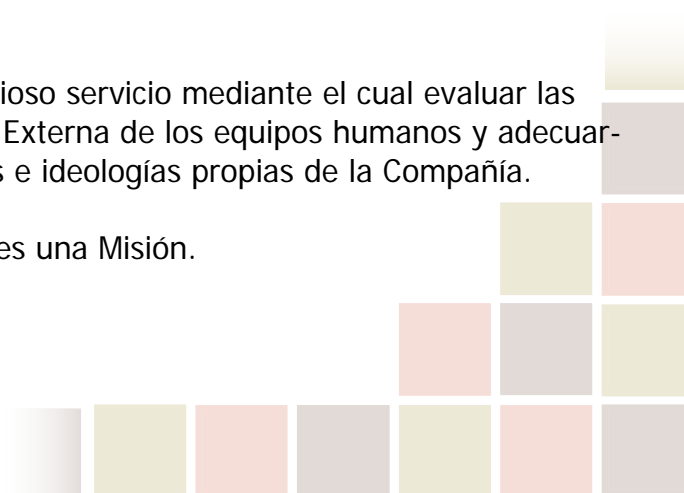 ioso servicio mediante el cual evaluar las
Externa de los equipos humanos y adecuar-
s e ideologías propias de la Compañía.
es una Misión.